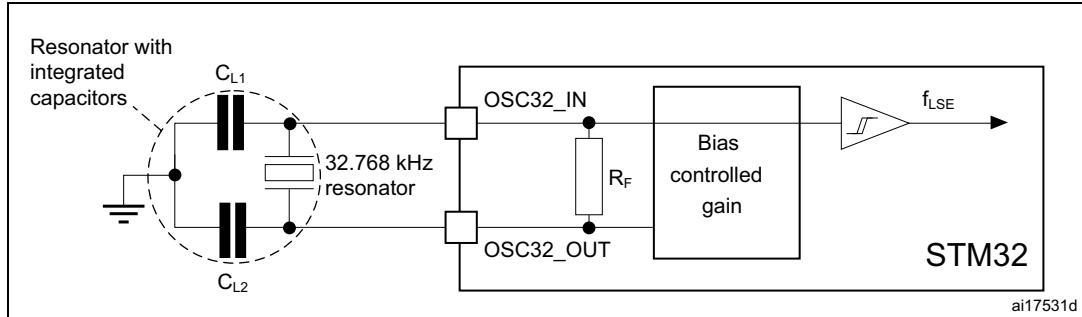 Resonator with
integrated
capacitors
CL1
32.768 kHz
resonator
CL2
OSC32_IN
OSC32_OUT
RF
Bias
controlled
gain
fLSE
STM32
ai17531d